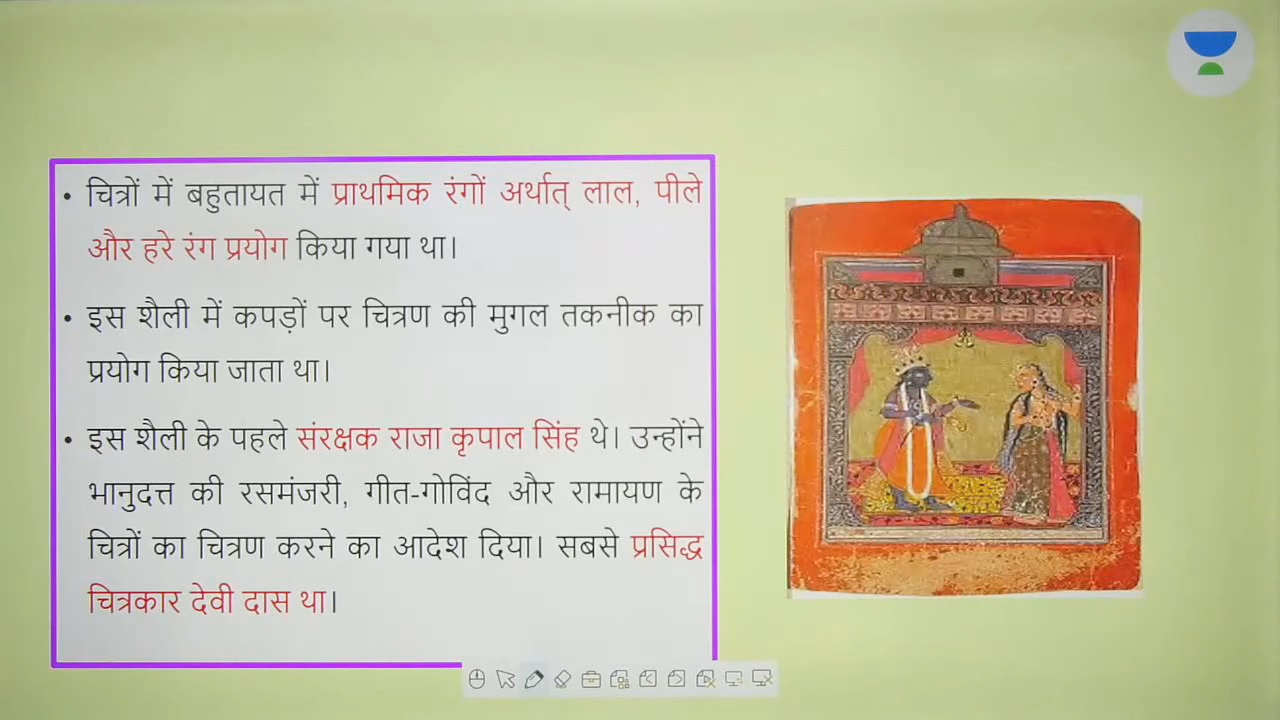 • चित्रों में बहुतायत में प्राथमिक रंगों अर्थात् लाल, पीले
और हरे रंग प्रयोग किया गया था।
• इस शैली में कपड़ों पर चित्रण की मुगल तकनीक का
प्रयोग किया जाता था।
• इस शैली के पहले संरक्षक राजा कृपाल सिंह थे। उन्होंने
भानुदत्त की रसमंजरी, गीत-गोविंद और रामायण के
चित्रों का चित्रण करने का आदेश दिया। सबसे प्रसिद्ध
चित्रकार देवी दास था।